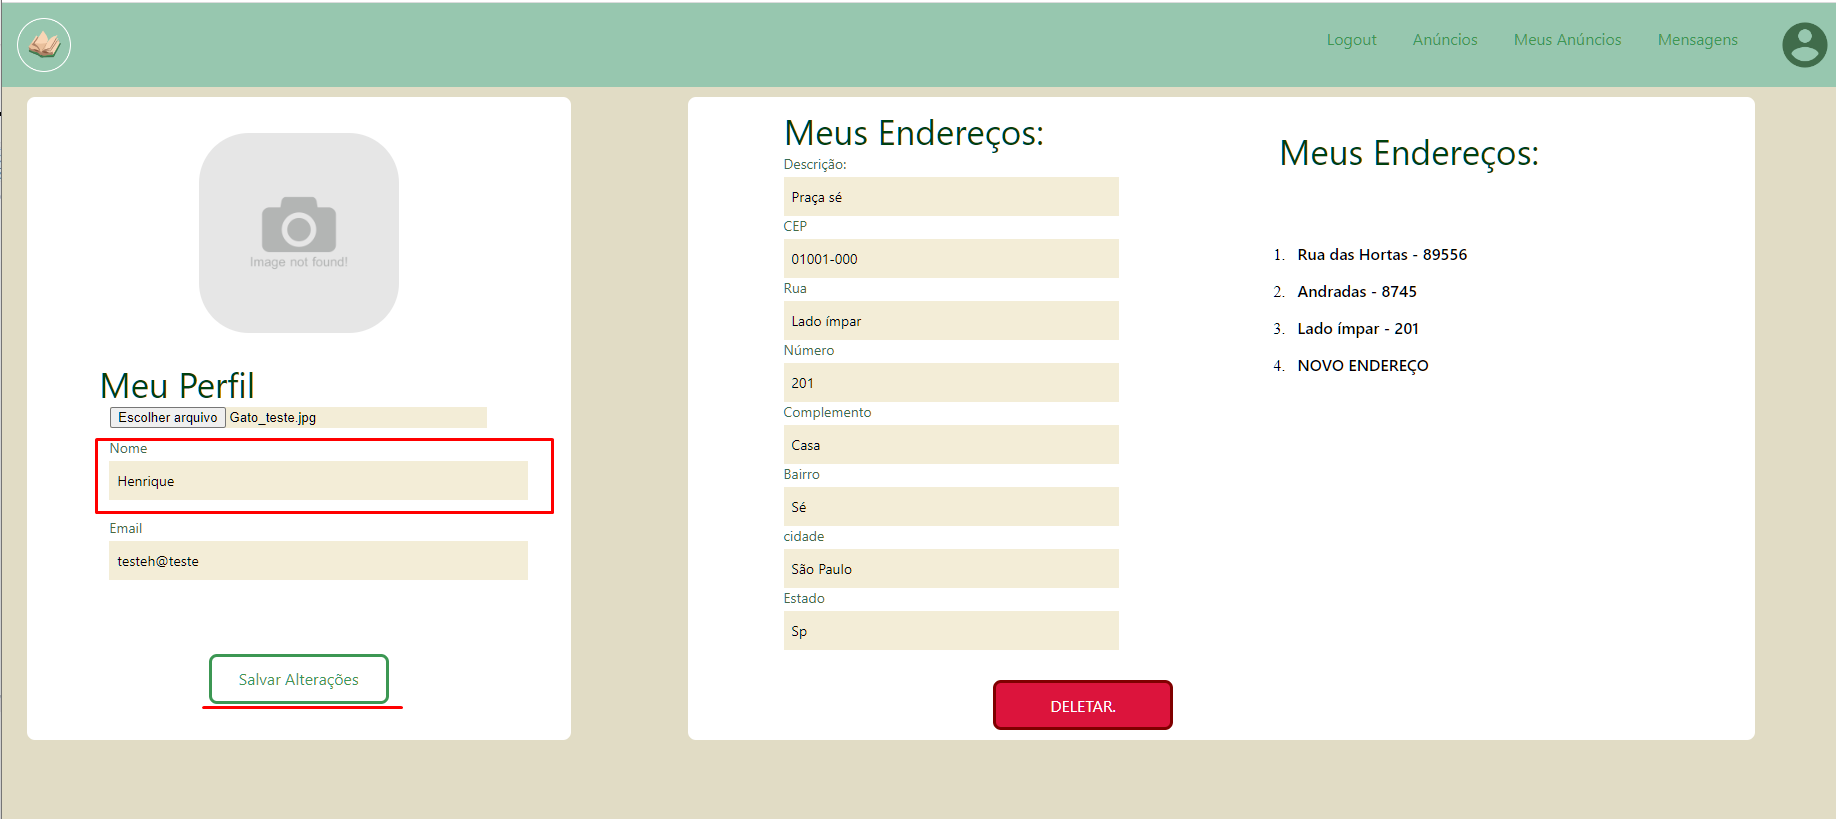 Logout Anúncios Meus Anúncios Mensagens
Image not found!
Meu Perfil
Escolher arquivo Gato_teste.jpg
Nome
Henrique
Email
testeh@teste
Salvar Alterações
Meus Endereços:
Descrição:
Praça sé
CEP
01001-000
Rua
Lado ímpar
Número
201
Complemento
Casa
Bairro
Sé
cidade
São Paulo
Estado
Sp
DELETAR.
Meus Endereços:
1. Rua das Hortas - 89556
2. Andradas - 8745
3. Lado ímpar - 201
4. NOVO ENDEREÇO